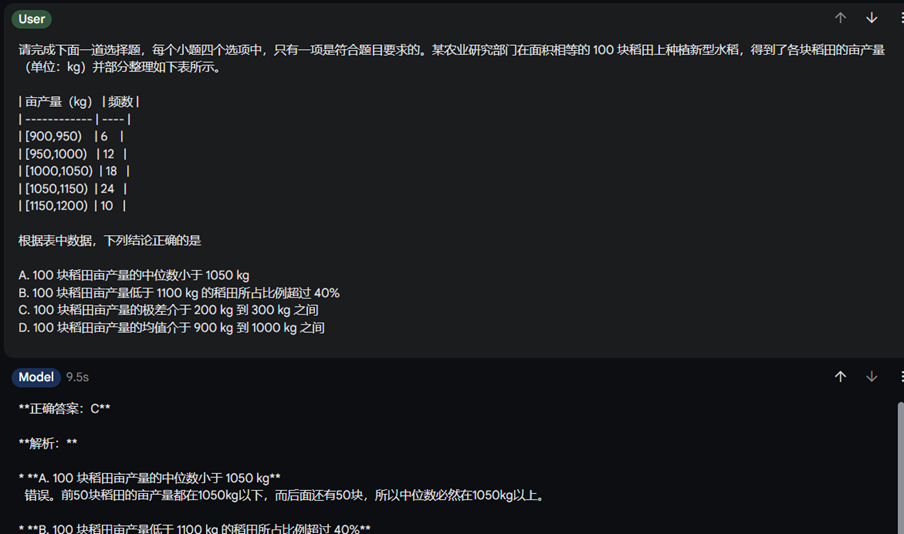 User
请完成下面一道选择题，每个小题四个选项中，只有一项是符合题目要求的。某农业研究部门在面积相等的 100 块稻田上种植新型水稻，得到了各块稻田的亩产量
（单位：kg）并部分整理如下表所示。
| 亩产量（kg） | 频数 |
| ------------ | ---- |
| [900,950) | 6 |
| [950,1000) | 12 |
| [1000,1050) | 18 |
| [1050,1150) | 24 |
| [1150,1200) | 10 |
根据表中数据，下列结论正确的是
A. 100 块稻田亩产量的中位数小于 1050 kg
B. 100 块稻田亩产量低于 1100 kg 的稻田所占比例超过 40%
C. 100 块稻田亩产量的极差介于 200 kg 到 300 kg 之间
D. 100 块稻田亩产量的均值介于 900 kg 到 1000 kg 之间
Model 9.5s
**正确答案：C**
**解析：**
* **A. 100 块稻田亩产量的中位数小于 1050 kg**
错误。前50块稻田的亩产量都在1050kg以下，而后面还有50块，所以中位数必然在1050kg以上。
* **B. 100 块稻田亩产量低于 1100 kg 的稻田所占比例超过 40%**